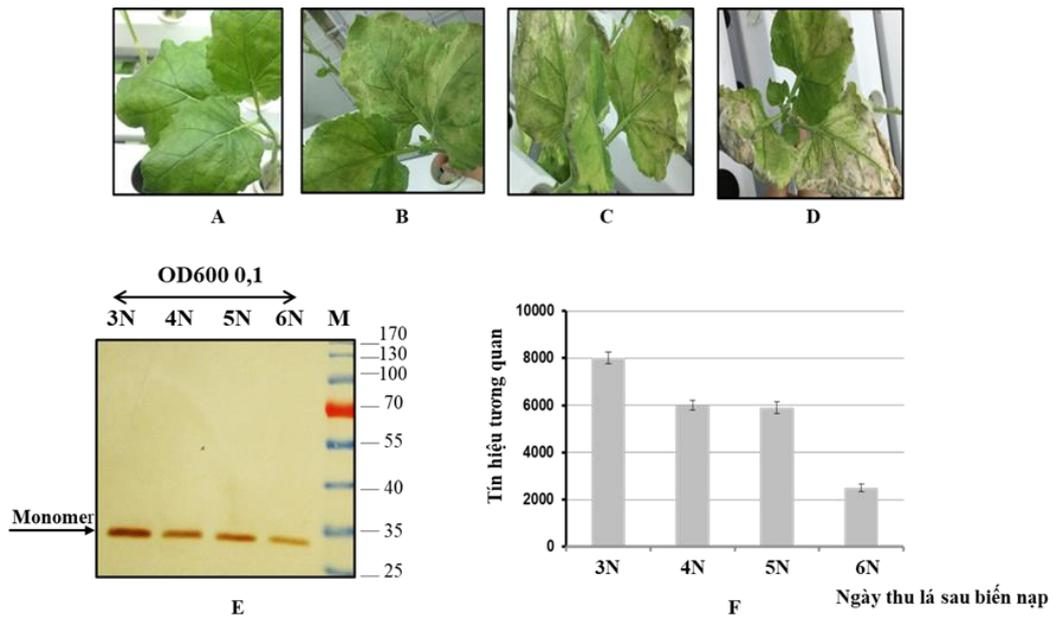 A
B
C
D
OD600 0,1
3N 4N 5N 6N M
170
130
100
70
55
40
Monomer
35
25
E
Tín hiệu tương quan
10000
8000
6000
4000
2000
0
3N 4N 5N 6N
Ngày thu lá sau biến nạp
F